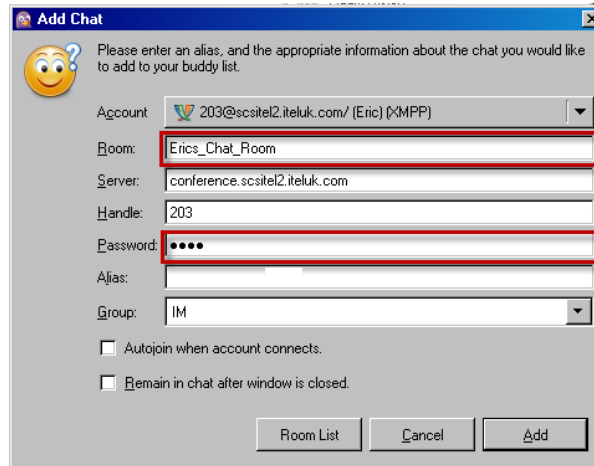 Add Chat
Please enter an alias, and the appropriate information about the chat you would like
to add to your buddy list.
Account 203@scsitel2.iteluk.com/ (Eric) (XMPP)
Room: Erics_Chat_Room
Server: conference.scsitel2.iteluk.com
Handle: 203
Password: ••••
Alias:
Group: IM
Autojoin when account connects.
Remain in chat after window is closed.
Room List Cancel Add